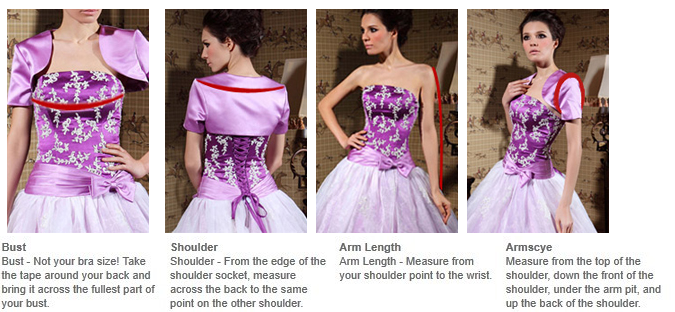 Bust
Bust - Not your bra size! Take
the tape around your back and
bring it across the fullest part of
your bust.
Shoulder
Shoulder - From the edge of the
shoulder socket, measure
across the back to the same
point on the other shoulder.
Arm Length
Arm Length - Measure from
your shoulder point to the wrist.
Armscye
Measure from the top of the
shoulder, down the front of the
shoulder, under the arm pit, and
up the back of the shoulder.